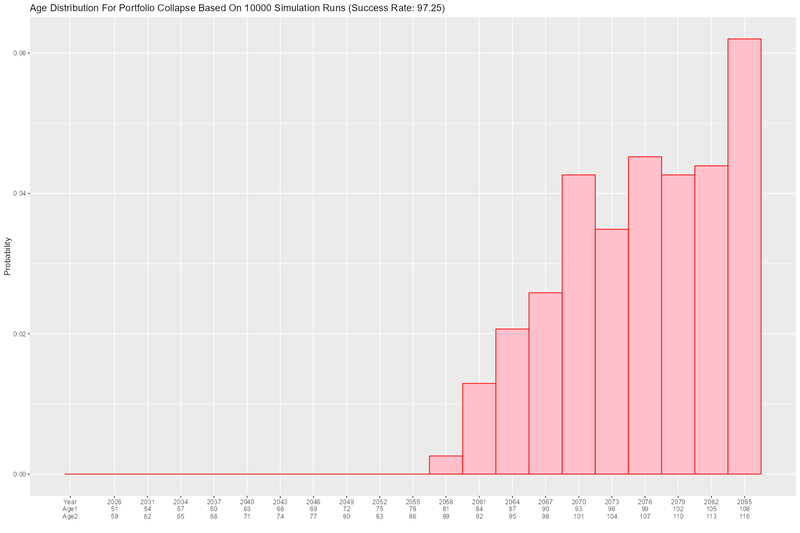 Age Distribution For Portfolio Collapse Based On 10000 Simulation Runs (Success Rate: 97.25)
0.06
0.04
Probability
0.02
0.00
Year 2028 2031 2034 2037 2040 2043 2046 2049 2052 2055 2058 2061 2064 2067 2070 2073 2076 2079 2082 2085
Age1 51 54 57 60 63 66 69 72 75 78 81 84 87 90 93 96 99 102 105 108
Age2 59 62 65 68 71 74 77 80 83 86 89 92 95 98 101 104 107 110 113 116